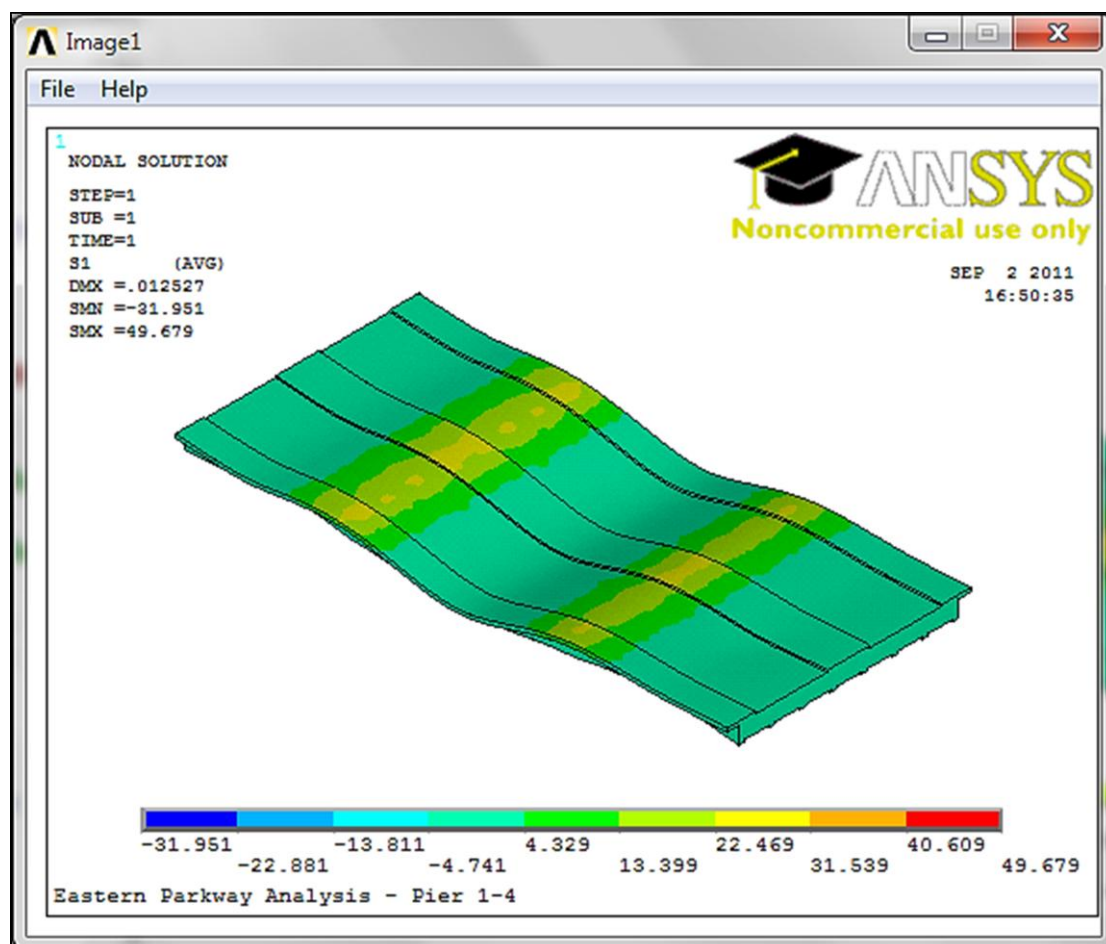 Image1
File Help
1
NODAL SOLUTION
STEP=1
SUB =1
TIME=1
S1 (AVG)
DMX =.012527
SMN =-31.951
SMX =49.679
ANSYS
Noncommercial use only
SEP 2 2011
16:50:35
-31.951 -13.811 4.329 22.469 40.609
-22.881 -4.741 13.399 31.539 49.679
Eastern Parkway Analysis - Pier 1-4